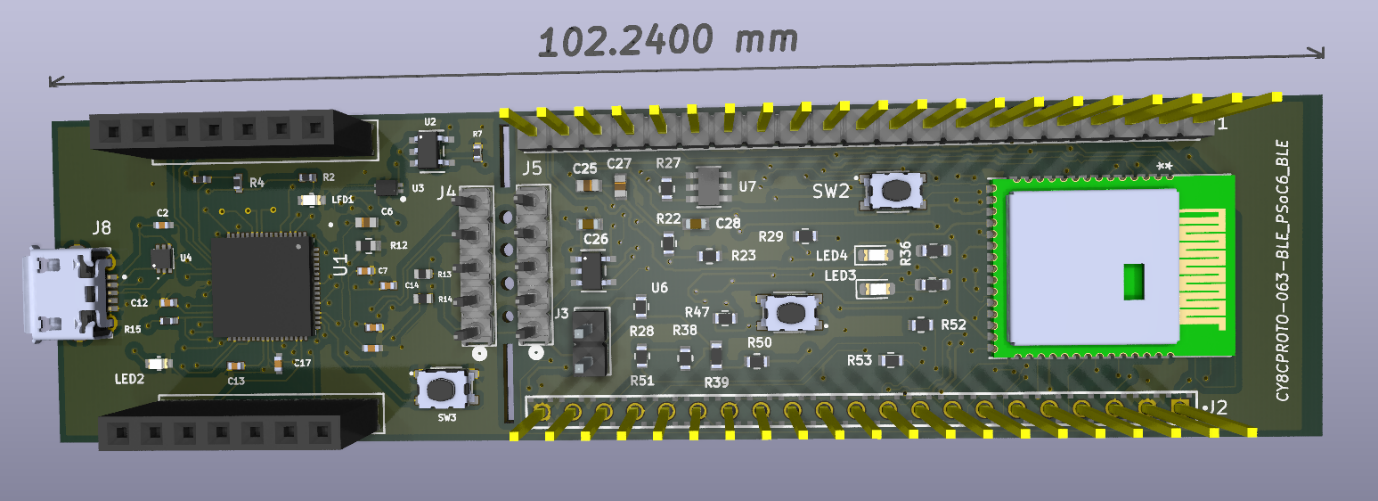 102.2400 mm
U2
R7
1
J5
C25
C27
R27
**
R4
R2
U3
J4
U7
SW2
LED1
C2
C6
R22
C28
J8
R12
U1
C26
R29
R23
LED4
R36
U4
C7
R13
LED3
C12
C14
R14
U6
R15
J3
R47
R52
R28
R38
R50
R53
LED2
C17
C13
R51
R39
SW3
J2
CY8CPROTO-063-BLE_PSoC6_BLE